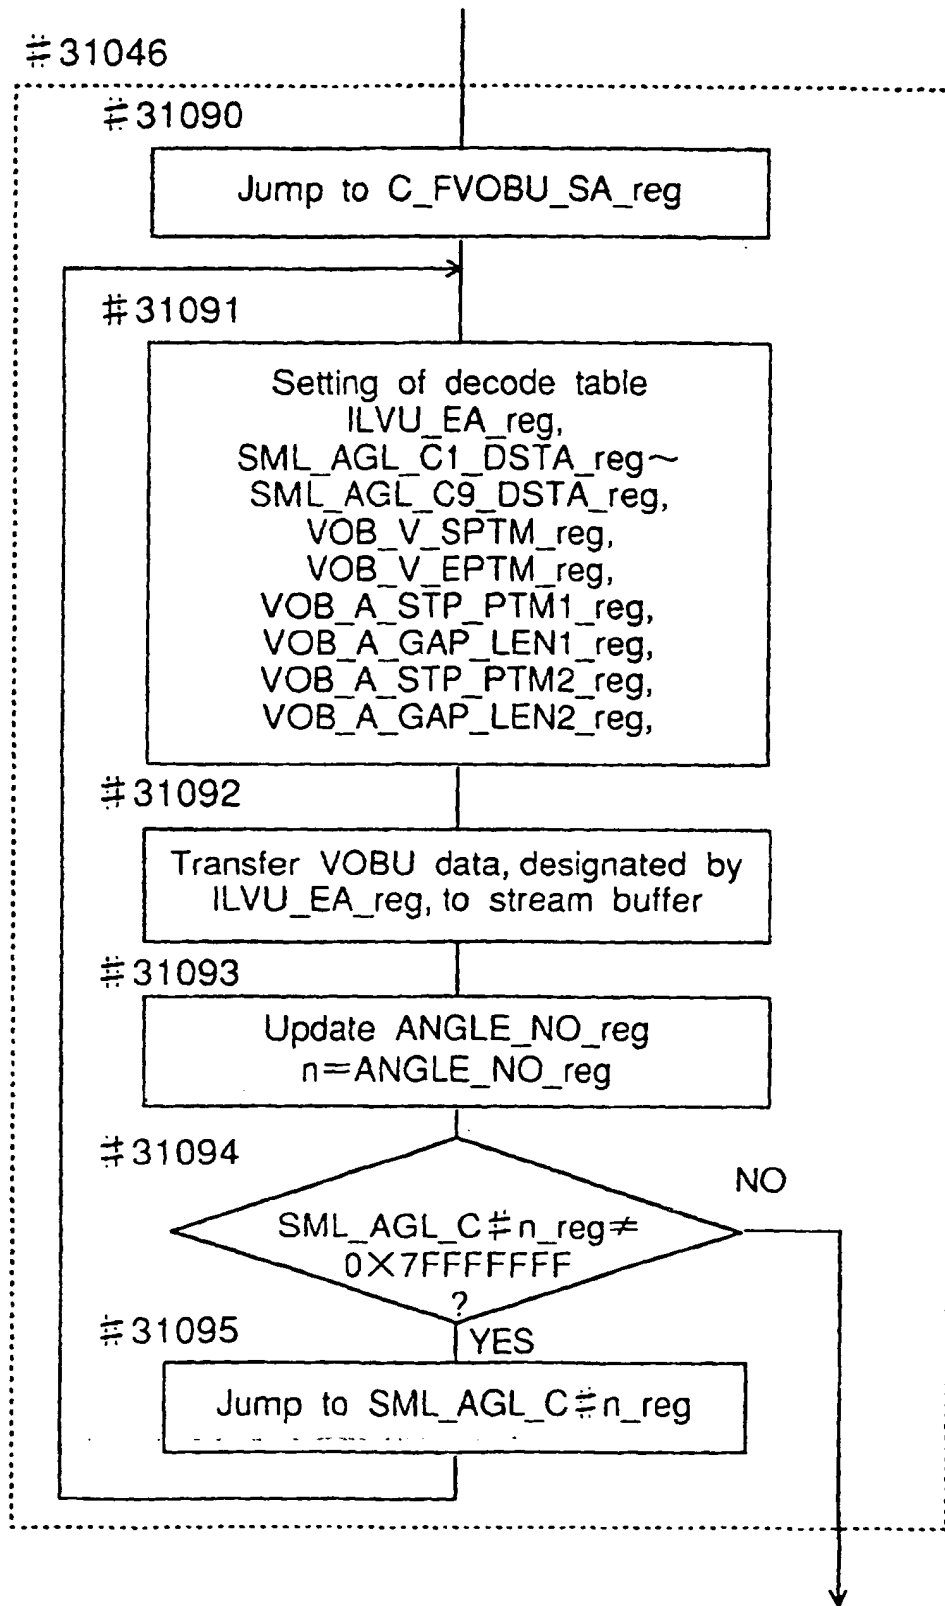 #31046
#31090
Jump to C_FVOBU_SA_reg
#31091
Setting of decode table
ILVU_EA_reg,
SML_AGL_C1_DSTA_reg~
SML_AGL_C9_DSTA_reg,
VOB_V_SPTM_reg,
VOB_V_EPTM_reg,
VOB_A_STP_PTM1_reg,
VOB_A_GAP_LEN1_reg,
VOB_A_STP_PTM2_reg,
VOB_A_GAP_LEN2_reg,
#31092
Transfer VOBU data, designated by
ILVU_EA_reg, to stream buffer
#31093
Update ANGLE_NO_reg
n=ANGLE_NO_reg
#31094
NO
SML_AGL_C#n_reg≠
0×7FFFFFFF
?
#31095
YES
Jump to SML_AGL_C#n_reg